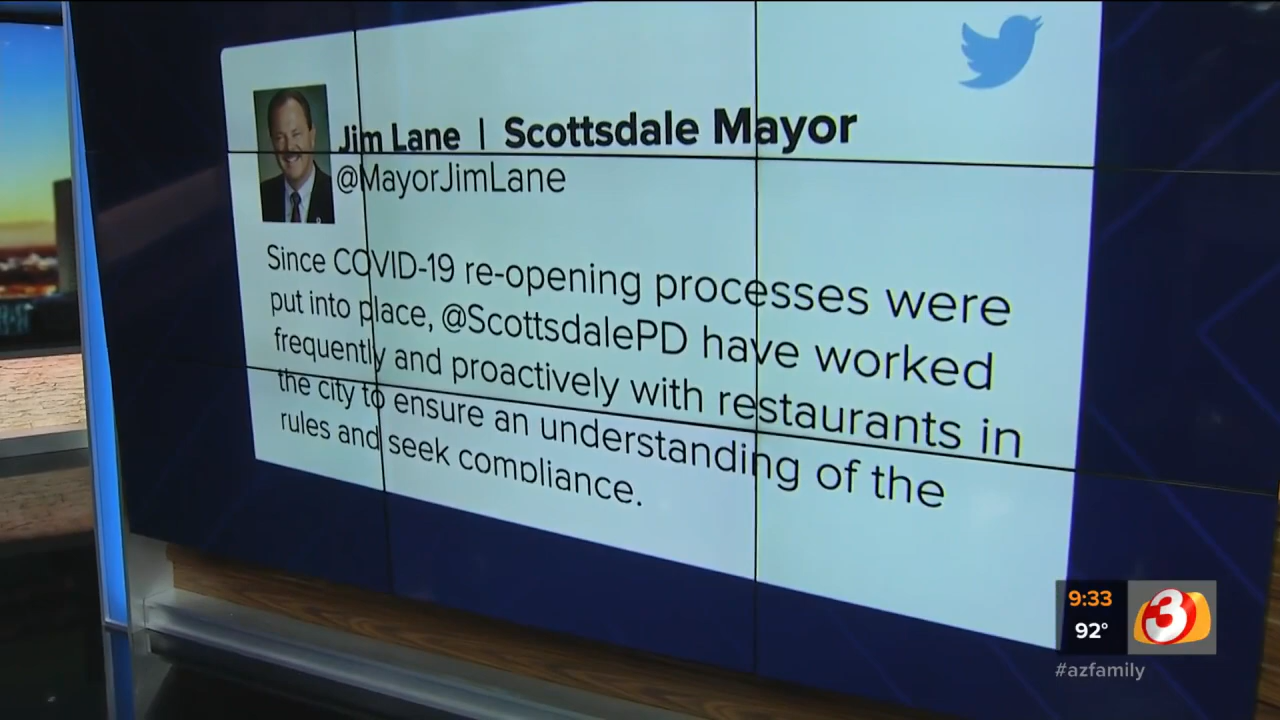 Jim Lane | Scottsdale Mayor
@MayorJimLane
Since COVID-19 re-opening processes were
put into place, @ScottsdalePD have worked
frequently and proactively with restaurants in
the city to ensure an understanding of the
rules and seek compliance.
9:33
92°
3
#azfamily